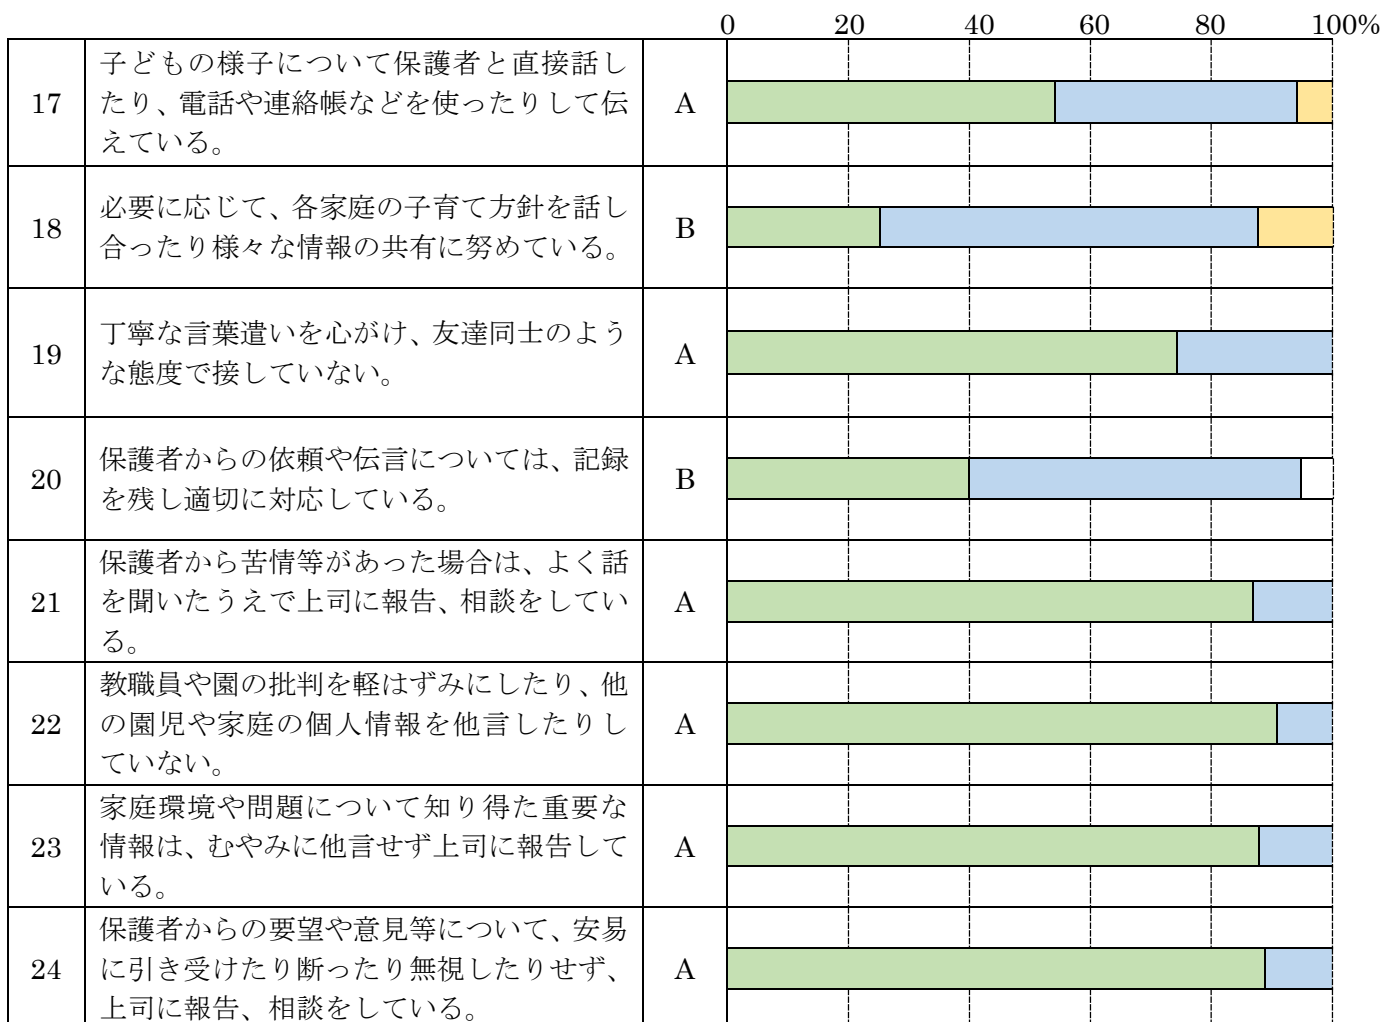 0 20 40 60 80 100%
17
子どもの様子について保護者と直接話し
たり、電話や連絡帳などを使ったりして伝
えている。
A
18
必要に応じて、各家庭の子育て方針を話し
合ったり様々な情報の共有に努めている。
B
19
丁寧な言葉遣いを心がけ、友達同士のよう
な態度で接していない。
A
20
保護者からの依頼や伝言については、記録
を残し適切に対応している。
B
21
保護者から苦情等があった場合は、よく話
を聞いたうえで上司に報告、相談をしてい
る。
A
22
教職員や園の批判を軽はずみにしたり、他
の園児や家庭の個人情報を他言したりし
ていない。
A
23
家庭環境や問題について知り得た重要な
情報は、むやみに他言せず上司に報告して
いる。
A
24
保護者からの要望や意見等について、安易
に引き受けたり断ったり無視したりせず、
上司に報告、相談をしている。
A